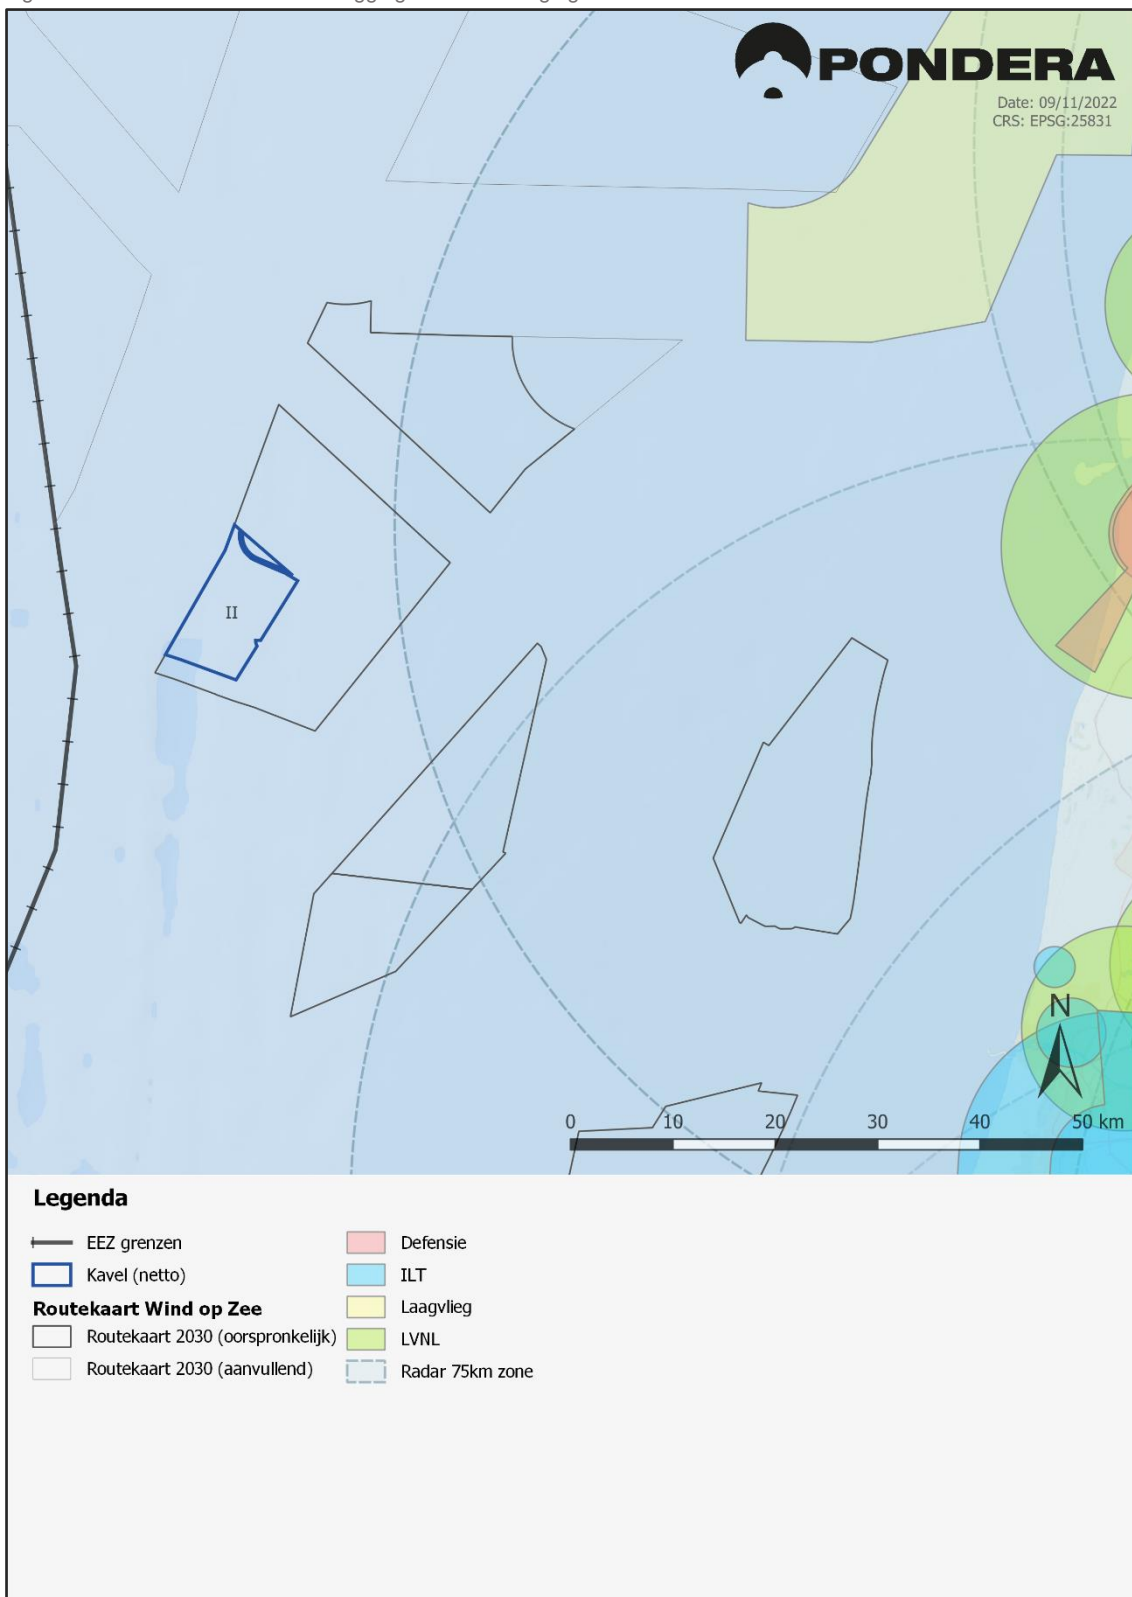 PONDERA
Date: 09/11/2022
CRS: EPSG:25831
II
N
0 10 20 30 40 50 km
Legenda
EEZ grenzen
Kavel (netto)
Routekaart Wind op Zee
Routekaart 2030 (oorspronkelijk)
Routekaart 2030 (aanvullend)
Defensie
ILT
Laagvlieg
LVNL
Radar 75km zone